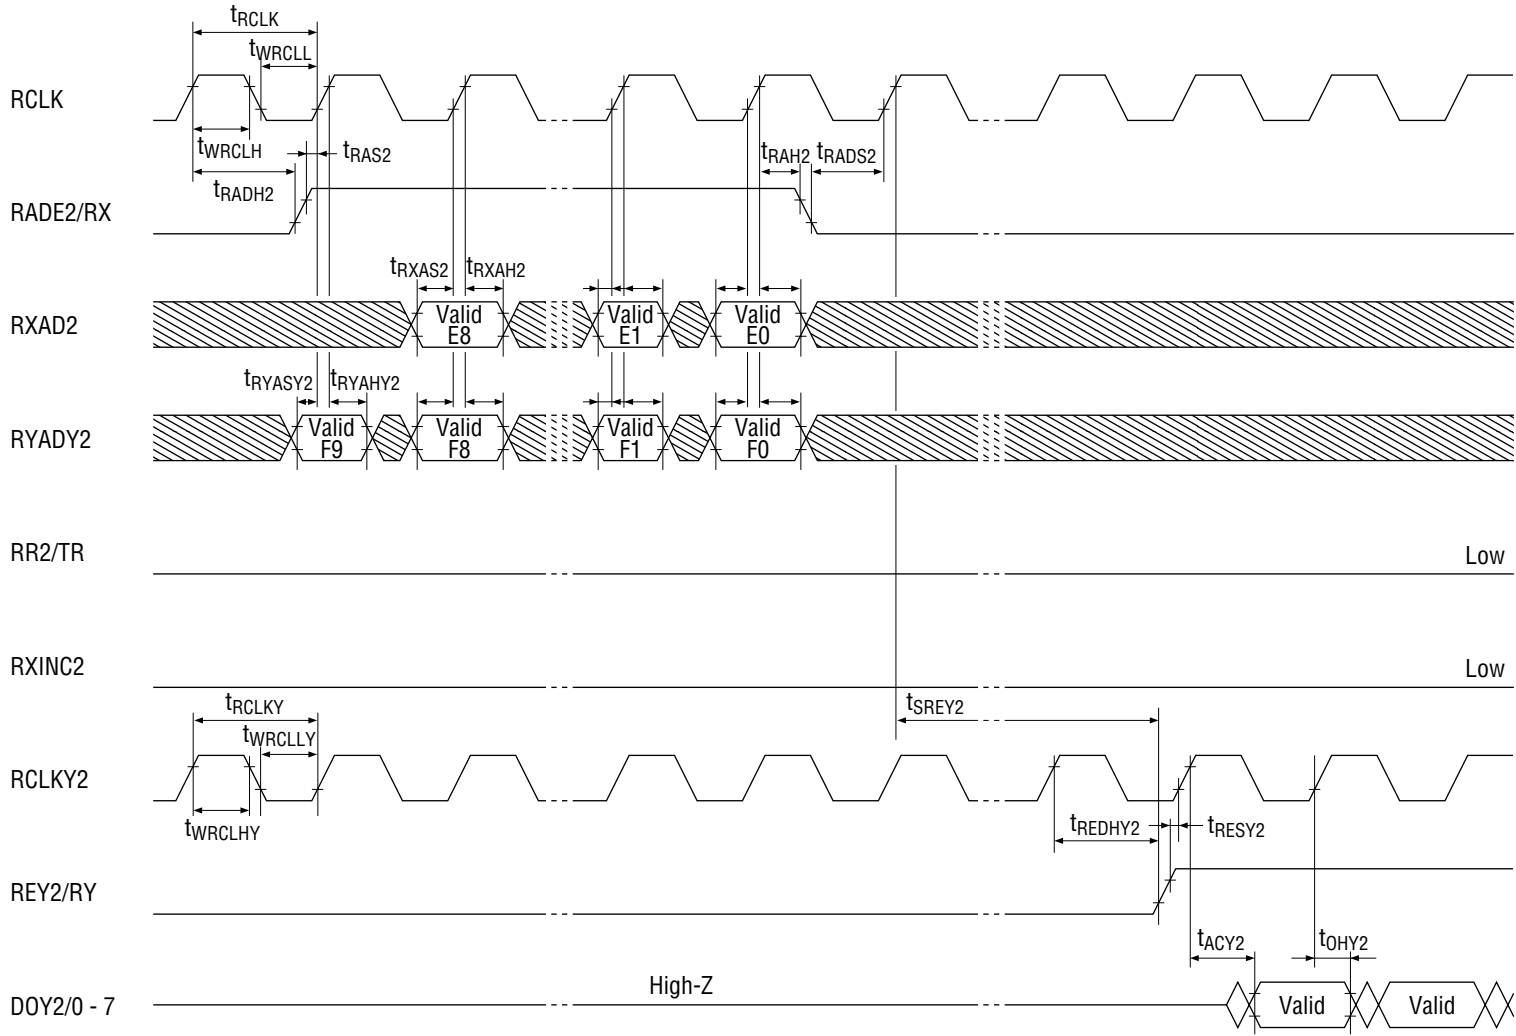 tRCLK
tWRCLL
RCLK
tWRCLH
tRAS2
tRAH2
tRADS2
tRADH2
RADE2/RX
tRXAS2
tRXAH2
RXAD2
Valid E8
Valid E1
Valid E0
tRYASY2
tRYAHY2
RYADY2
Valid F9
Valid F8
Valid F1
Valid F0
RR2/TR
Low
RXINC2
Low
tRCLKY
tSREY2
tWRCLLY
RCLKY2
tWRCLHY
tREDHY2
tRESY2
REY2/RY
tACY2
tOHY2
High-Z
DOY2/0 - 7
Valid
Valid